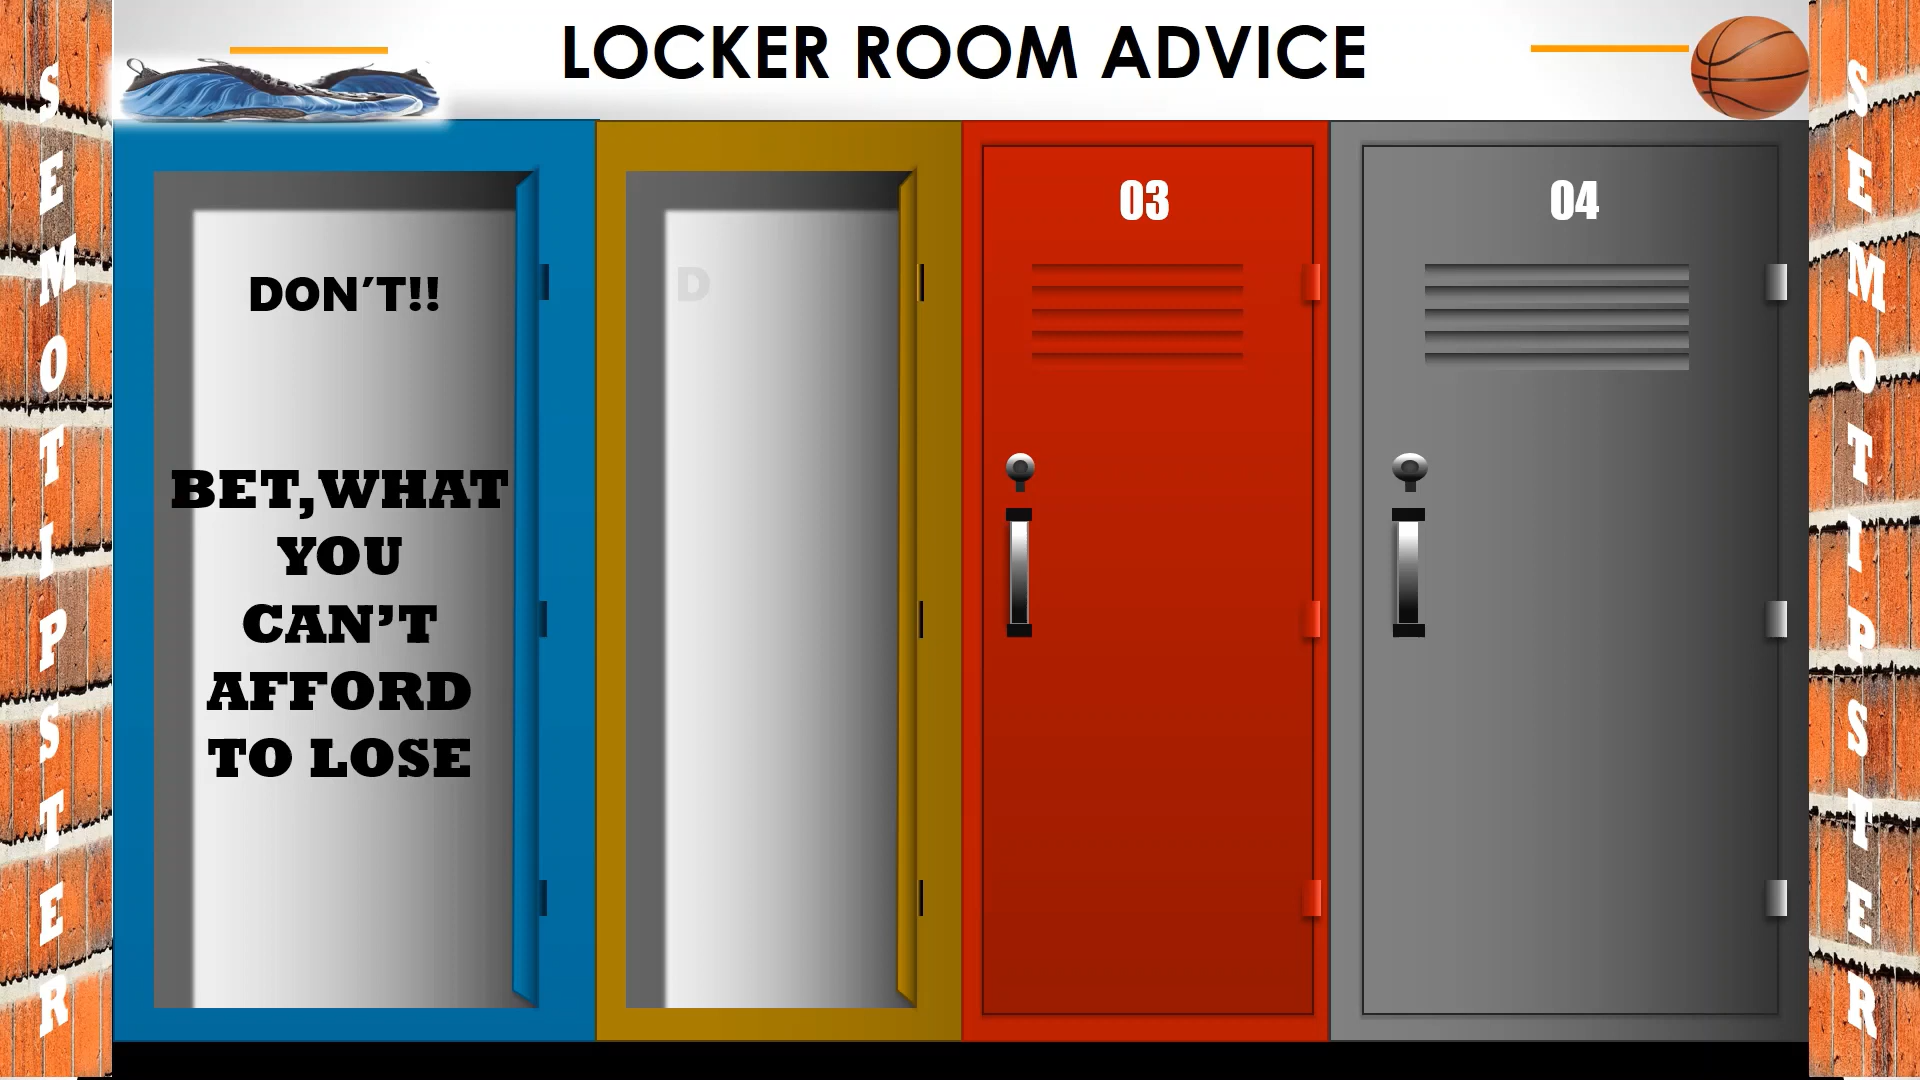 LOCKER ROOM ADVICE
SEMOTIPSTER
DON'T!!
BET,WHAT
YOU
CAN’T
AFFORD
TO LOSE
D
03
04
SEMOTIPSTER